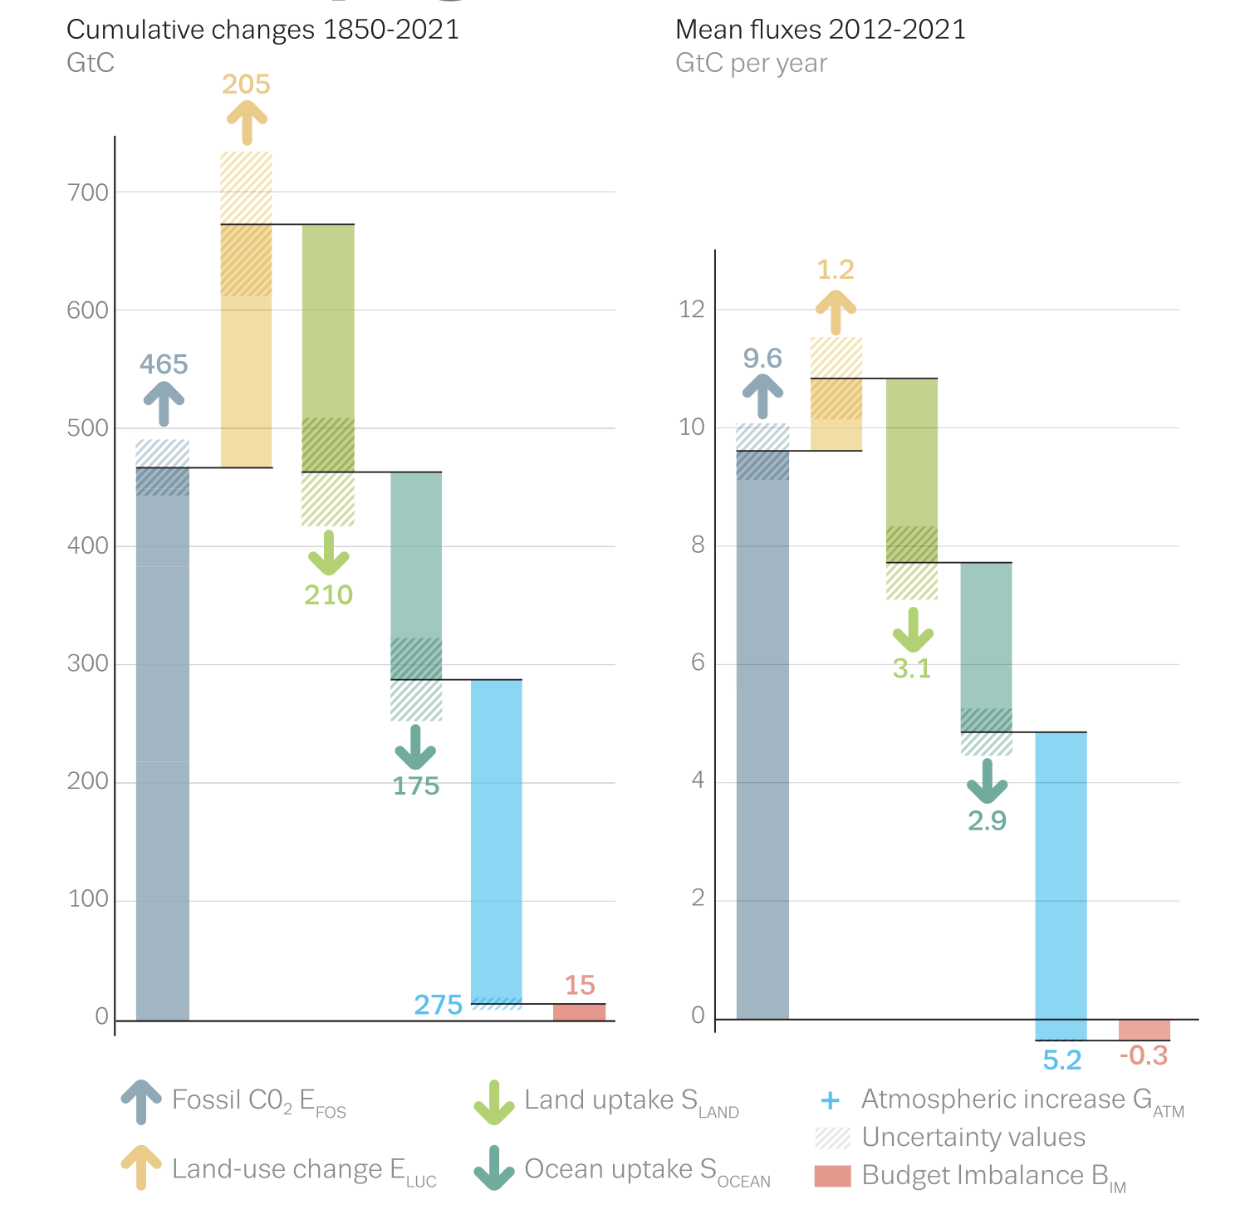 Cumulative changes 1850-2021
GtC
205
700
600
465
500
400
210
300
175
200
100
15
275
0
Mean fluxes 2012-2021
GtC per year
1.2
12
9.6
10
8
3.1
6
4
2.9
2
0
5.2
-0.3
Fossil C0₂ E_FOS
Land-use change E_LUC
Land uptake S_LAND
Ocean uptake S_OCEAN
+ Atmospheric increase G_ATM
Uncertainty values
Budget Imbalance B_IM